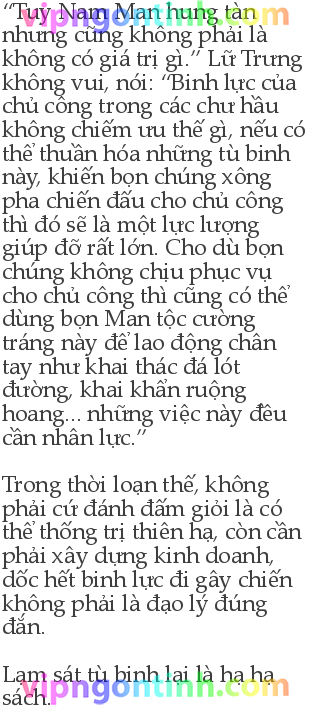 vipngontinh.com
“Tuy Nam Man hung tàn
nhưng cũng không phải là
không có giá trị gì.” Lữ Trưng
không vui, nói: “Binh lực của
chủ công trong các chư hầu
không chiếm ưu thế gì, nếu có
thể thuần hóa những tù binh
này, khiến bọn chúng xông
pha chiến đấu cho chủ công
thì đó sẽ là một lực lượng
giúp đỡ rất lớn. Cho dù bọn
chúng không chịu phục vụ
cho chủ công thì cũng có thể
dùng bọn Man tộc cường
tráng này để lao động chân
tay như khai thác đá lót
đường, khai khẩn ruộng
hoang... những việc này đều
cần nhân lực.”
Trong thời loạn thế, không
phải cứ đánh đấm giỏi là có
thể thống trị thiên hạ, còn cần
phải xây dựng kinh doanh,
dốc hết binh lực đi gây chiến
không phải là đạo lý đúng
đắn.
Lạm sát tù binh lại là hạ hạ
sách.
vipngontinh.com